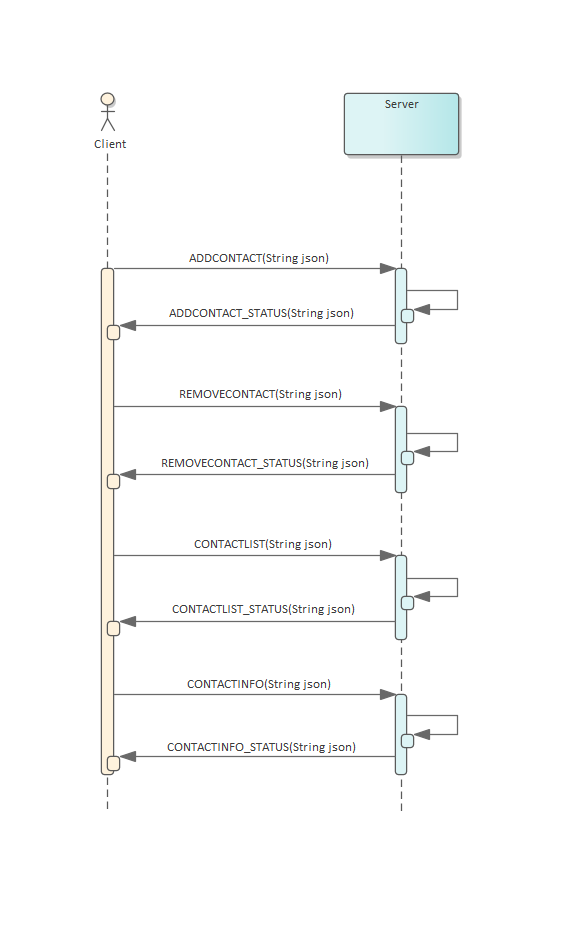 Server
Client
ADDCONTACT(String json)
ADDCONTACT_STATUS(String json)
REMOVECONTACT(String json)
REMOVECONTACT_STATUS(String json)
CONTACTLIST(String json)
CONTACTLIST_STATUS(String json)
CONTACTINFO(String json)
CONTACTINFO_STATUS(String json)